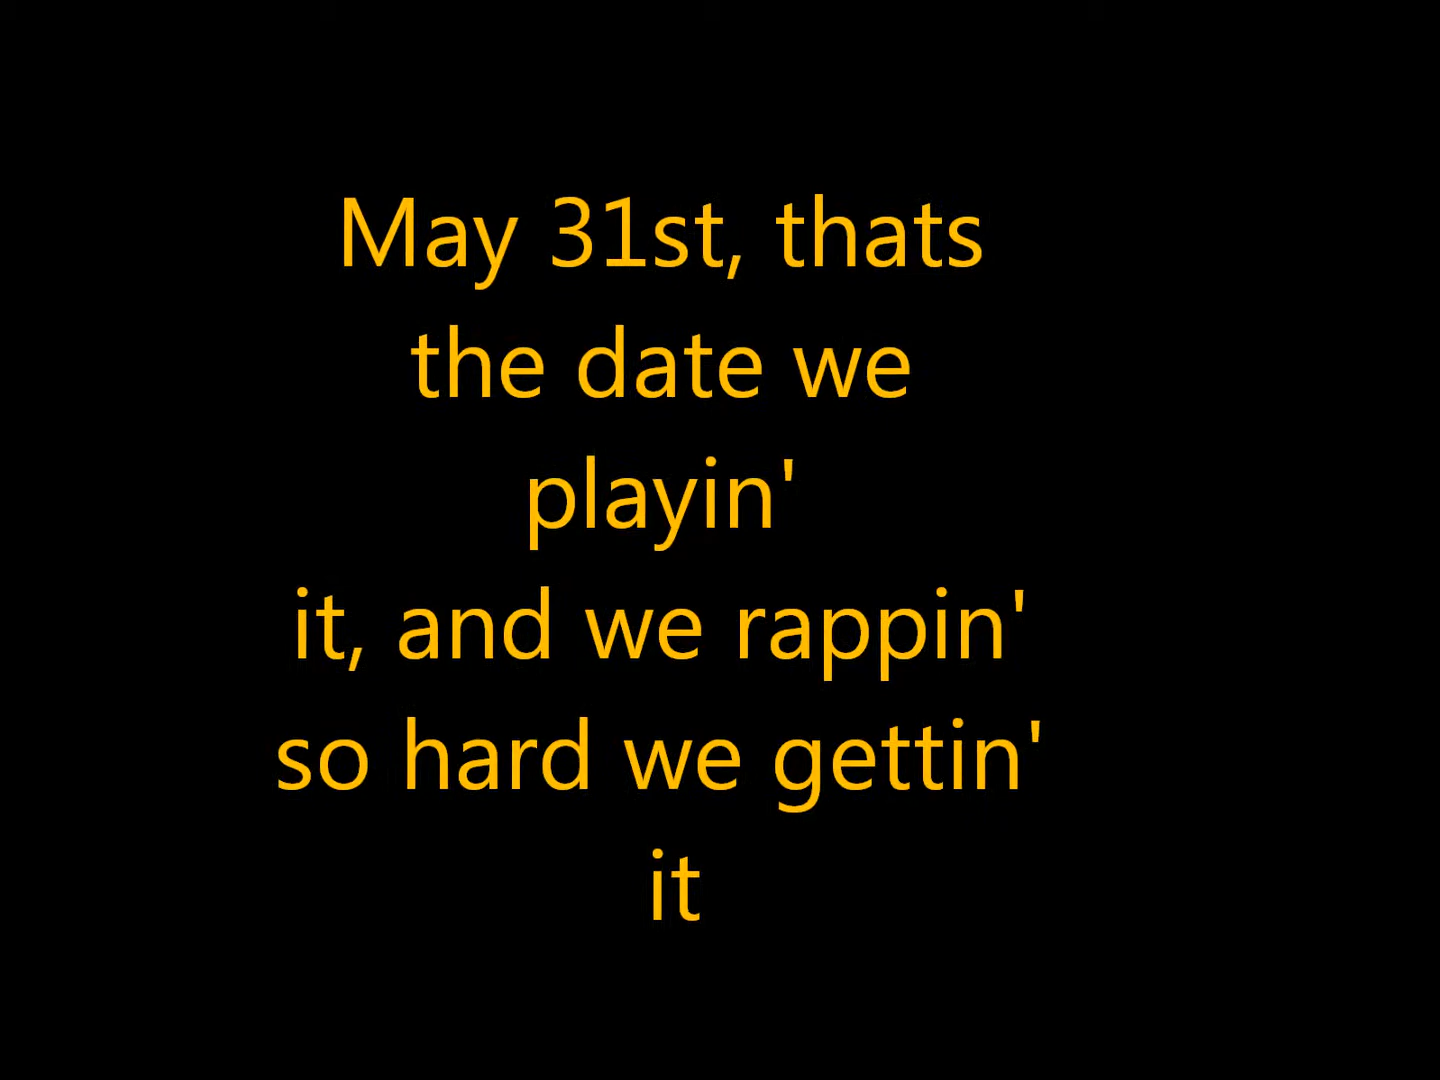 May 31st, thats
the date we
playin'
it, and we rappin'
so hard we gettin'
it